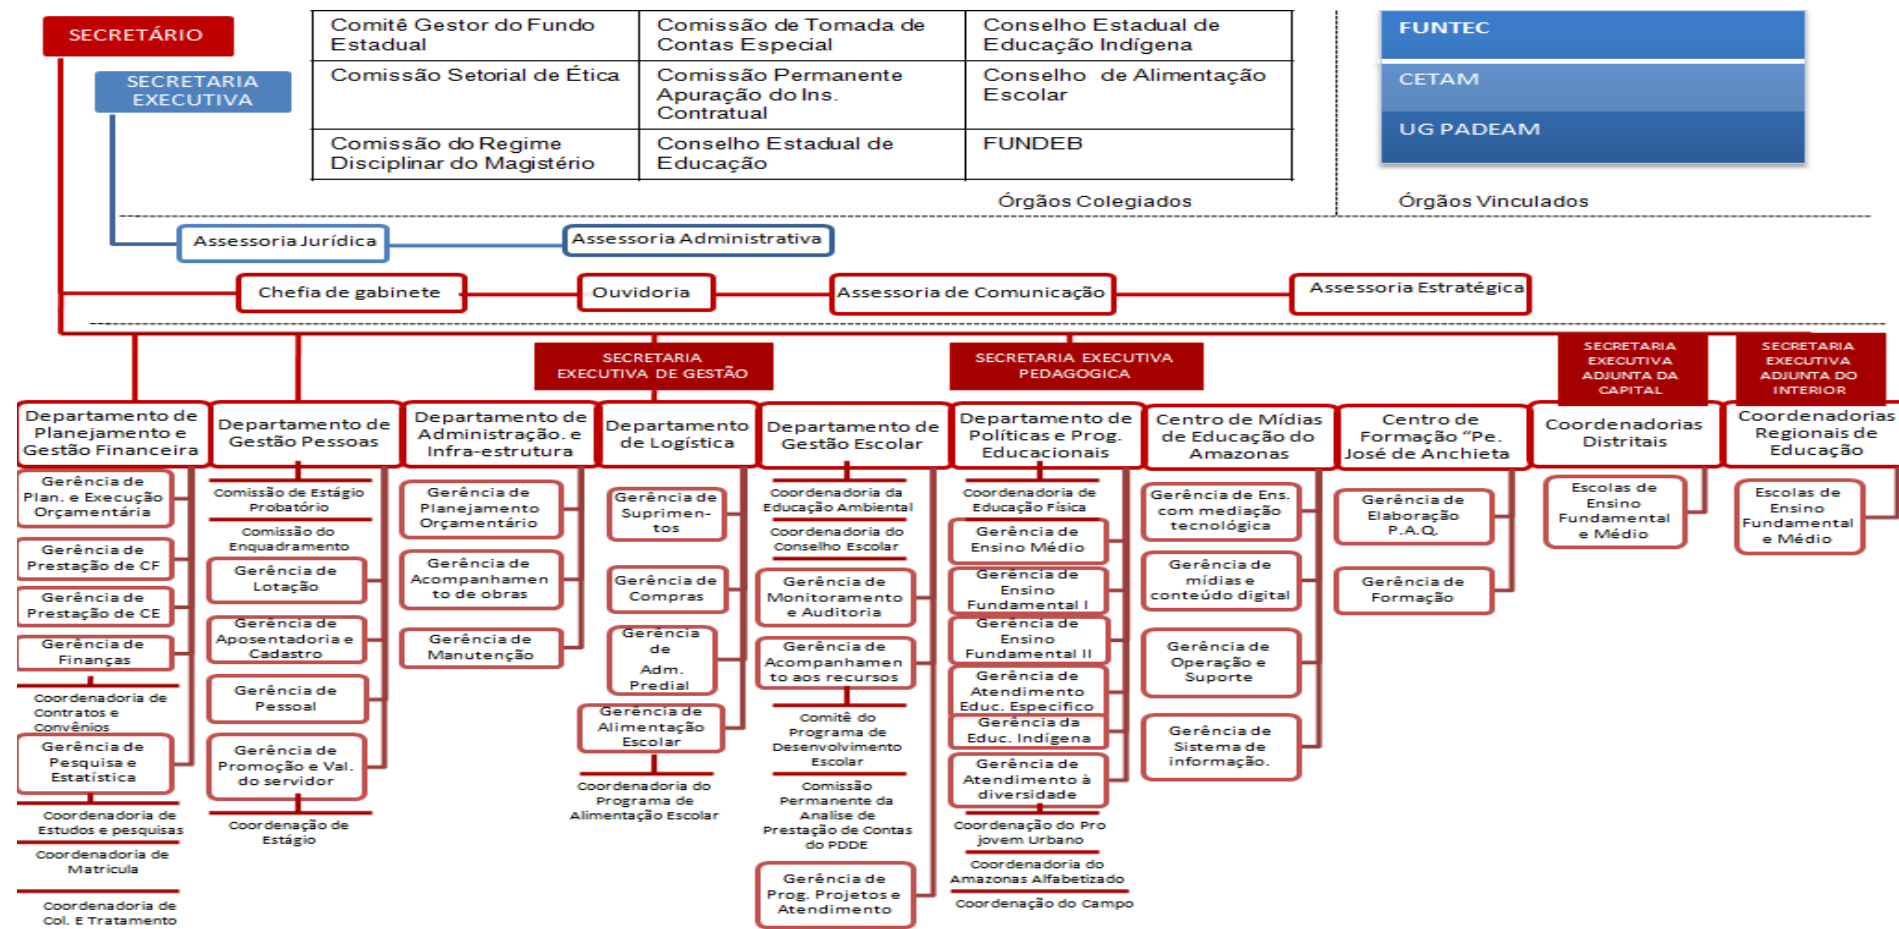 SECRETÁRIO
SECRETARIA
EXECUTIVA
Comitê Gestor do Fundo
Estadual
Comissão de Tomada de
Contas Especial
Conselho Estadual de
Educação Indígena
Comissão Setorial de Ética
Comissão Permanente
Apuração do Ins.
Contratual
Conselho de Alimentação
Escolar
Comissão do Regime
Disciplinar do Magistério
Conselho Estadual de
Educação
FUNDEB
Órgãos Colegiados
FUNTEC
CETAM
UG PADEAM
Órgãos Vinculados
Assessoria Jurídica
Assessoria Administrativa
Chefia de gabinete
Ouvidoria
Assessoria de Comunicação
Assessoria Estratégica
SECRETARIA
EXECUTIVA DE GESTÃO
SECRETARIA EXECUTIVA
PEDAGOGICA
SECRETARIA
EXECUTIVA
ADJUNTA DA
CAPITAL
SECRETARIA
EXECUTIVA
ADJUNTA DO
INTERIOR
Departamento de
Planejamento e
Gestão Financeira
Gerência de
Plan. e Execução
Orçamentária
Gerência de
Prestação de CF
Gerência de
Prestação de CE
Gerência de
Finanças
Coordenadoria de
Contratos e
Convênios
Gerência de
Pesquisa e
Estatística
Coordenadoria de
Estudos e pesquisas
Coordenadoria de
Matricula
Coordenadoria de
Col. E Tratamento
Departamento de
Gestão Pessoas
Comissão de Estágio
Probatório
Comissão do
Enquadramento
Gerência de
Lotação
Gerência de
Aposentadoria e
Cadastro
Gerência de
Pessoal
Gerência de
Promoção e Val.
do servidor
Coordenação de
Estágio
Departamento de
Administração. e
Infra-estrutura
Gerência de
Planejamento
Orçamentário
Gerência de
Acompanhamen
to de obras
Gerência de
Manutenção
Departamento
de Logística
Gerência de
Suprimen-
tos
Gerência de
Compras
Gerência
de
Adm.
Predial
Gerência de
Alimentação
Escolar
Coordenadoria do
Programa de
Alimentação Escolar
Departamento de
Gestão Escolar
Coordenadoria da
Educação Ambiental
Coordenadoria do
Conselho Escolar
Gerência de
Monitoramento
e Auditoria
Gerência de
Acompanhamen
to aos recursos
Comitê do
Programa de
Desenvolvimento
Escolar
Comissão
Permanente da
Analise de
Prestação de Contas
do PDDE
Gerência de
Prog. Projetos e
Atendimento
Departamento de
Políticas e Prog.
Educacionais
Coordenadoria de
Educação Física
Gerência de
Ensino Médio
Gerência de
Ensino
Fundamental I
Gerência de
Ensino
Fundamental II
Gerência de
Atendimento
Educ. Especifico
Gerência da
Educ. Indígena
Gerência de
Atendimento à
diversidade
Coordenação do Pro
jovem Urbano
Coordenadoria do
Amazonas Alfabetizado
Coordenação do Campo
Centro de Mídias
de Educação do
Amazonas
Gerência de Ens.
com mediação
tecnológica
Gerência de
mídias e
conteúdo digital
Gerência de
Operação e
Suporte
Gerência de
Sistema de
informação.
Centro de
Formação “Pe.
José de Anchieta
Gerência de
Elaboração
P.A.Q.
Gerência de
Formação
Coordenadorias
Distritais
Escolas de
Ensino
Fundamental
e Médio
Coordenadorias
Regionais de
Educação
Escolas de
Ensino
Fundamental
e Médio